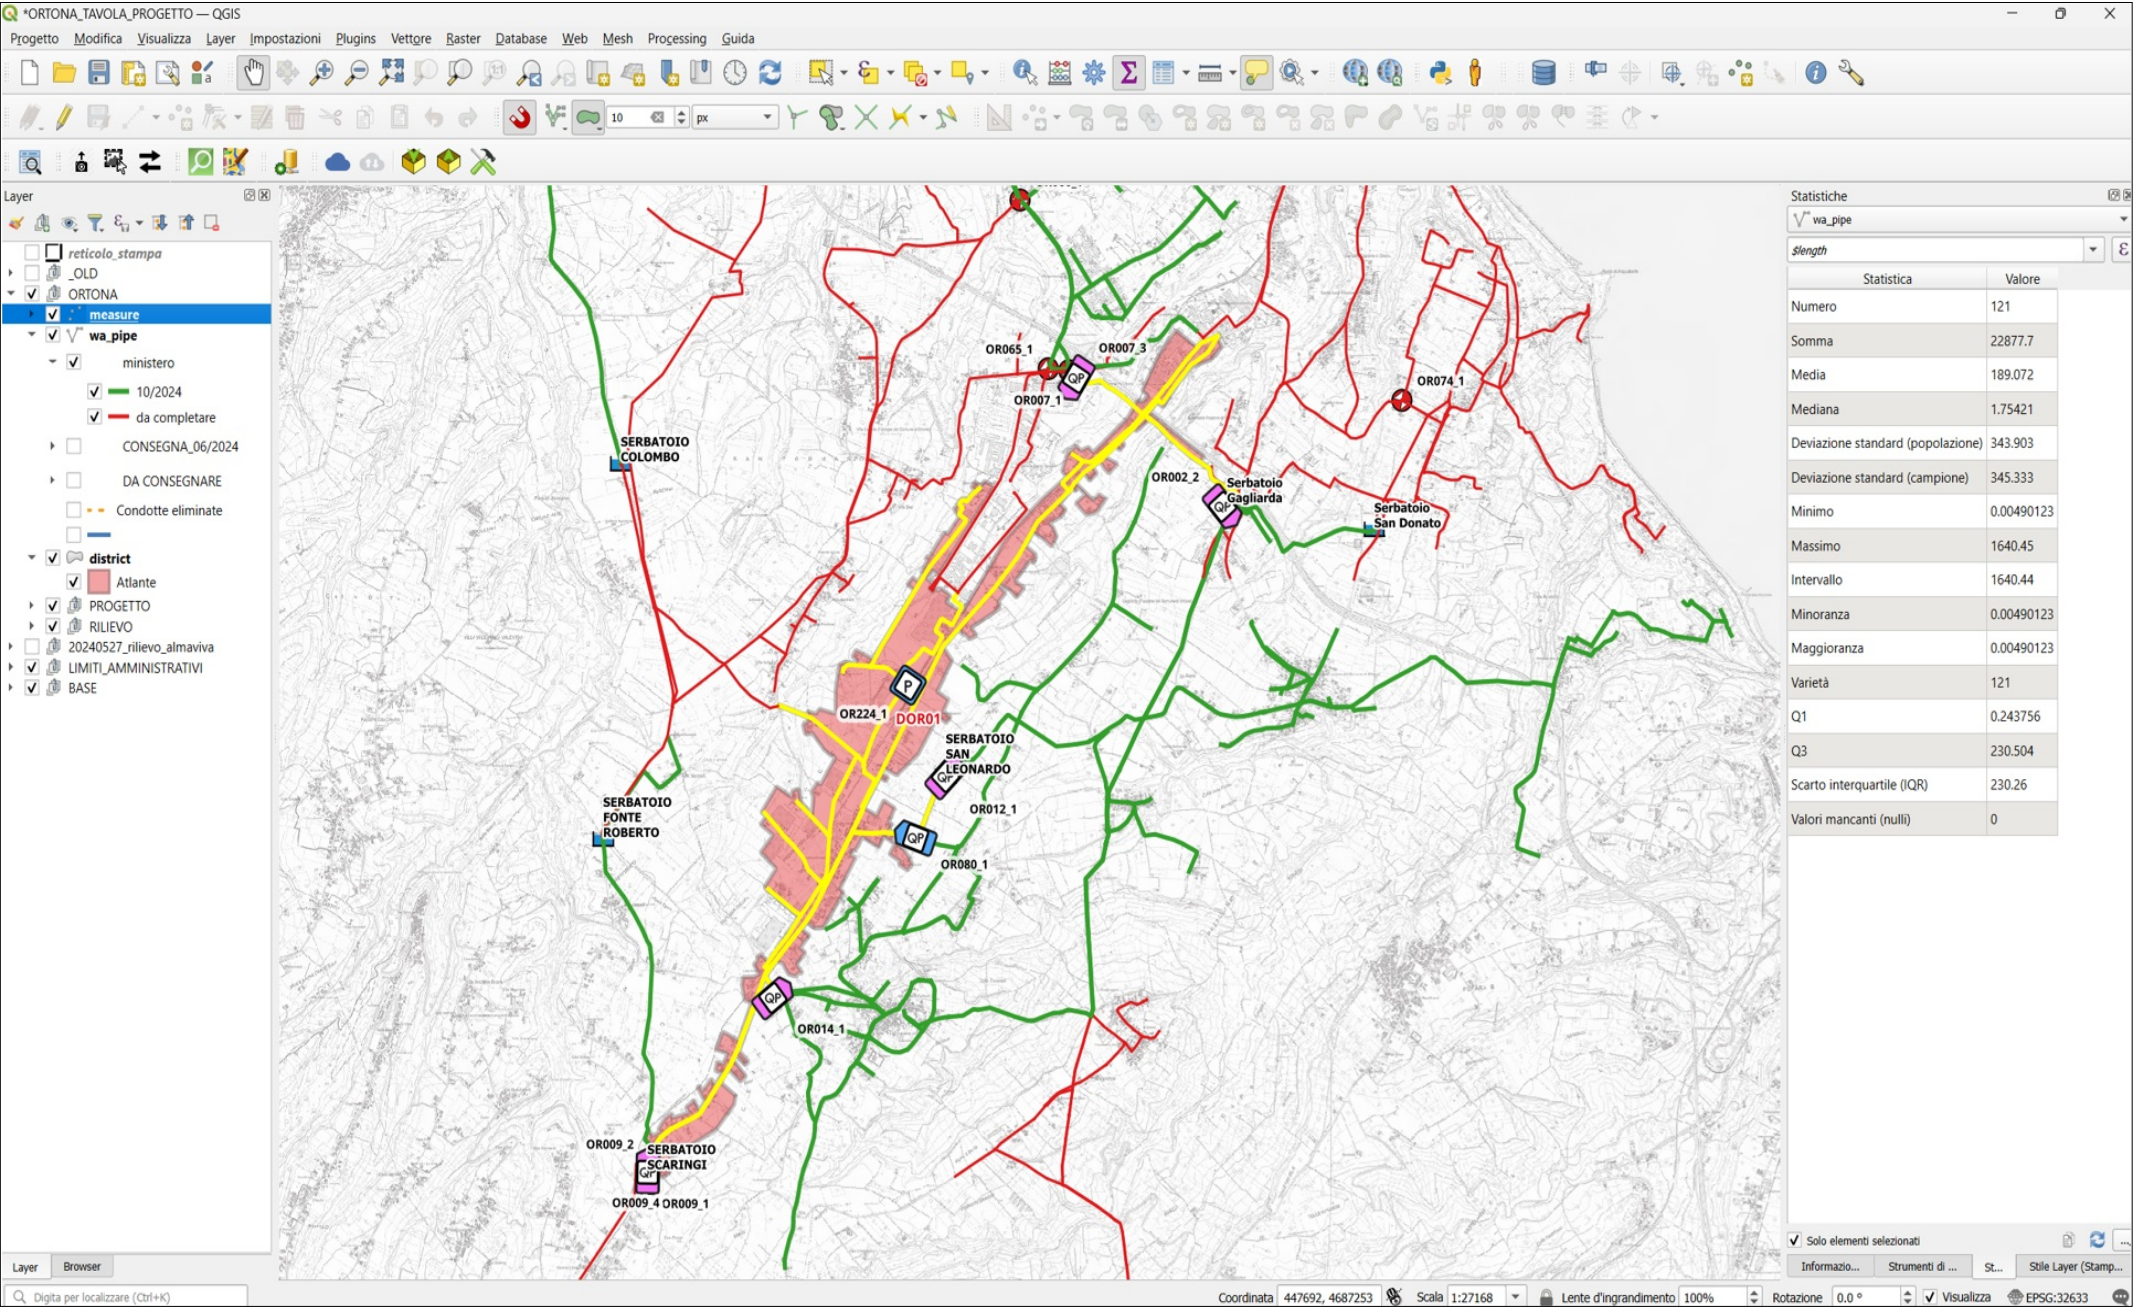 *ORTONA_TAVOLA_PROGETTO — QGIS
Progetto Modifica Visualizza Layer Impostazioni Plugins Vettore Raster Database Web Mesh Processing Guida
10 px
Layer
reticolo_stampa
_OLD
ORTONA
measure
wa_pipe
ministero
10/2024
da completare
CONSEGNA_06/2024
DA CONSEGNARE
Condotte eliminate
district
Atlante
PROGETTO
RILIEVO
20240527_rilievo_almaviva
LIMITI_AMMINISTRATIVI
BASE
Layer Browser
Digita per localizzare (Ctrl+K)
OR065_1
OR007_3
QP
OR007_1
OR074_1
SERBATOIO
COLOMBO
OR002_2
Serbatoio
Gagliarda
QP
Serbatoio
San Donato
P
OR224_1
DOR01
SERBATOIO
SAN
LEONARDO
QP
OR012_1
QP
OR080_1
SERBATOIO
FONTE
ROBERTO
QP
OR014_1
OR009_2
SERBATOIO
SCARINGI
QP
OR009_4 OR009_1
Statistiche
wa_pipe
$length
Statistica Valore
Numero 121
Somma 22877.7
Media 189.072
Mediana 1.75421
Deviazione standard (popolazione) 343.903
Deviazione standard (campione) 345.333
Minimo 0.00490123
Massimo 1640.45
Intervallo 1640.44
Minoranza 0.00490123
Maggioranza 0.00490123
Varietà 121
Q1 0.243756
Q3 230.504
Scarto interquartile (IQR) 230.26
Valori mancanti (nulli) 0
Solo elementi selezionati
Informazio... Strumenti di ... St... Stile Layer (Stamp...
Coordinata 447692, 4687253 Scala 1:27168 Lente d'ingrandimento 100% Rotazione 0.0 ° Visualizza EPSG:32633